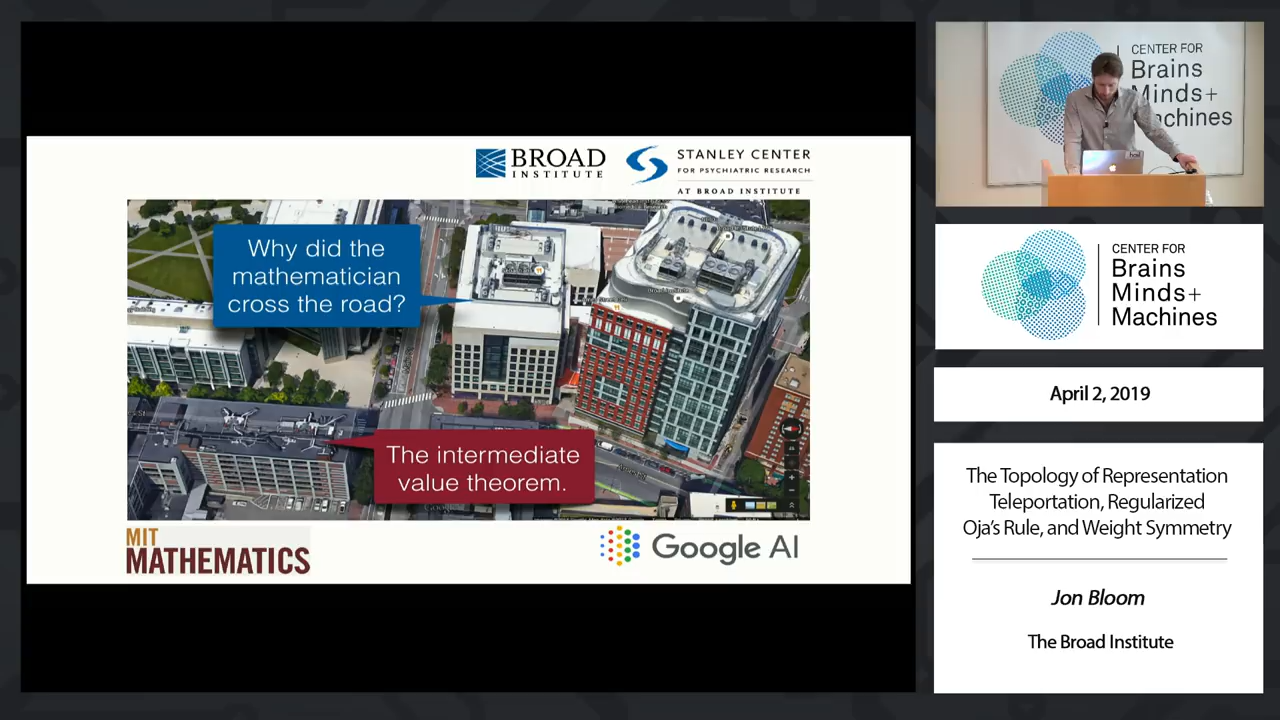 BROAD
INSTITUTE
STANLEY CENTER
FOR PSYCHIATRIC RESEARCH
AT BROAD INSTITUTE
Why did the
mathematician
cross the road?
The intermediate
value theorem.
MIT
MATHEMATICS
Google AI
CENTER FOR
Brains
Minds+
Machines
CENTER FOR
Brains
Minds+
Machines
April 2, 2019
The Topology of Representation
Teleportation, Regularized
Oja's Rule, and Weight Symmetry
Jon Bloom
The Broad Institute